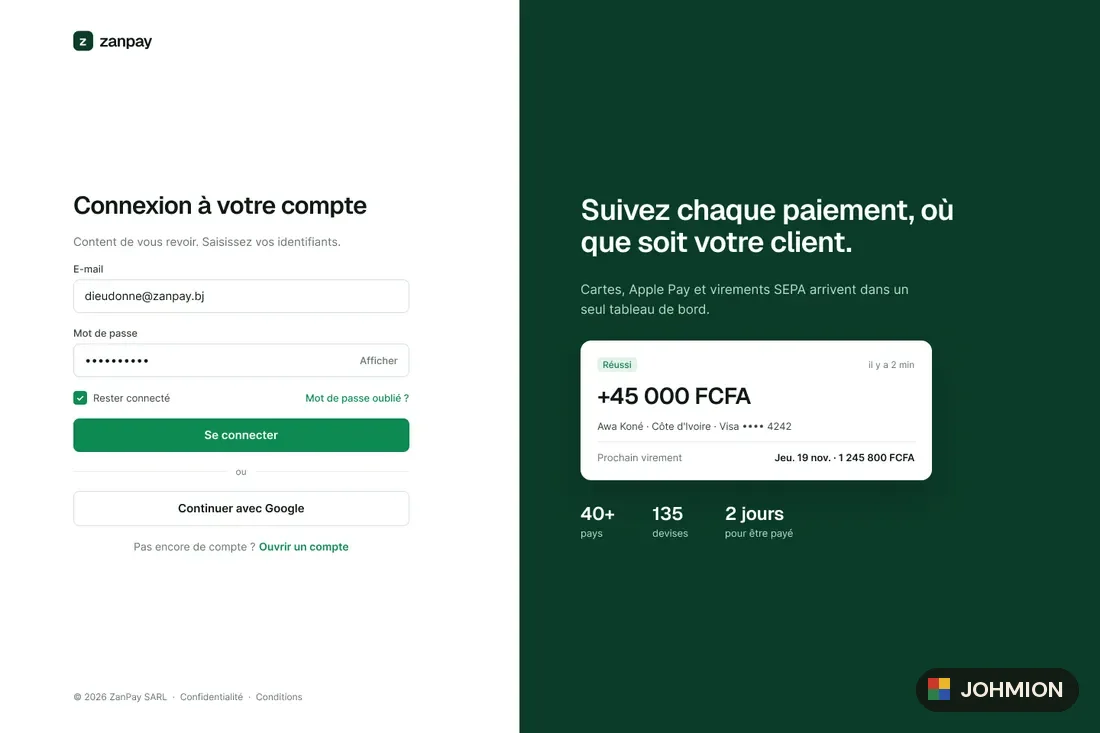 z zanpay
Connexion à votre compte
Content de vous revoir. Saisissez vos identifiants.
E-mail
dieudonne@zanpay.bj
Mot de passe
•••••••••• Afficher
Rester connecté Mot de passe oublié ?
Se connecter
ou
Continuer avec Google
Pas encore de compte ? Ouvrir un compte
© 2026 ZanPay SARL · Confidentialité · Conditions
Suivez chaque paiement, où
que soit votre client.
Cartes, Apple Pay et virements SEPA arrivent dans un
seul tableau de bord.
Réussi il y a 2 min
+45 000 FCFA
Awa Koné · Côte d'Ivoire · Visa •••• 4242
Prochain virement Jeu. 19 nov. · 1 245 800 FCFA
40+ 135 2 jours
pays devises pour être payé
JOHMION